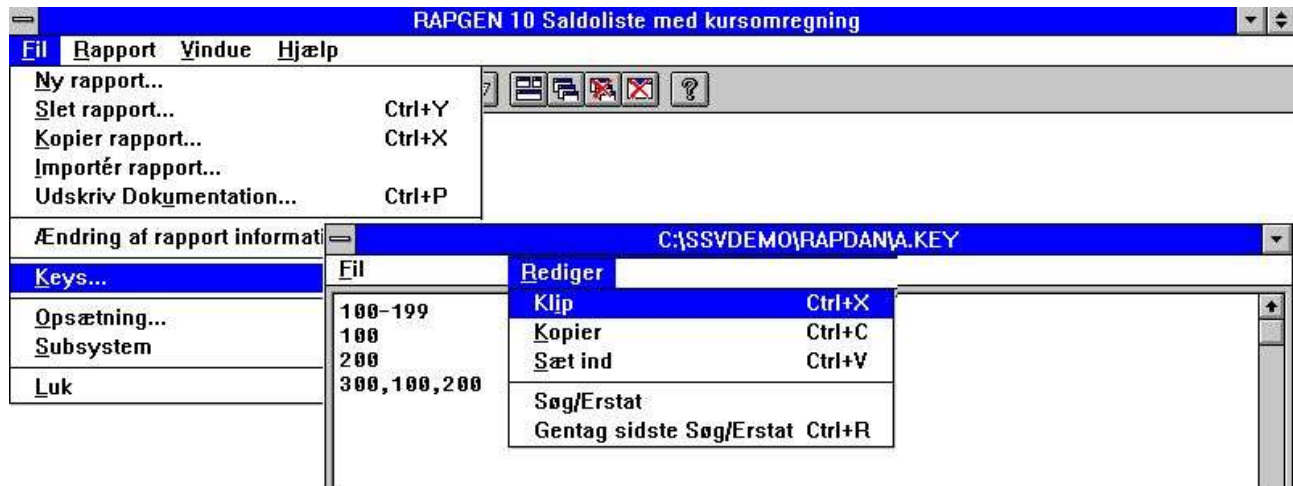 RAPGEN 10 Saldoliste med kursomregning
Fil Rapport Vindue Hjælp
Ny rapport...
Slet rapport... Ctrl+Y
Kopier rapport... Ctrl+X
Importér rapport...
Udskriv Dokumentation... Ctrl+P
Ændring af rapport informati
Keys...
Opsætning...
Subsystem
Luk
C:\SSVDEMO\RAPDAN\A.KEY
Fil Rediger
Klip Ctrl+X
Kopier Ctrl+C
Sæt ind Ctrl+V
Søg/Erstat
Gentag sidste Søg/Erstat Ctrl+R
100-199
100
200
300,100,200